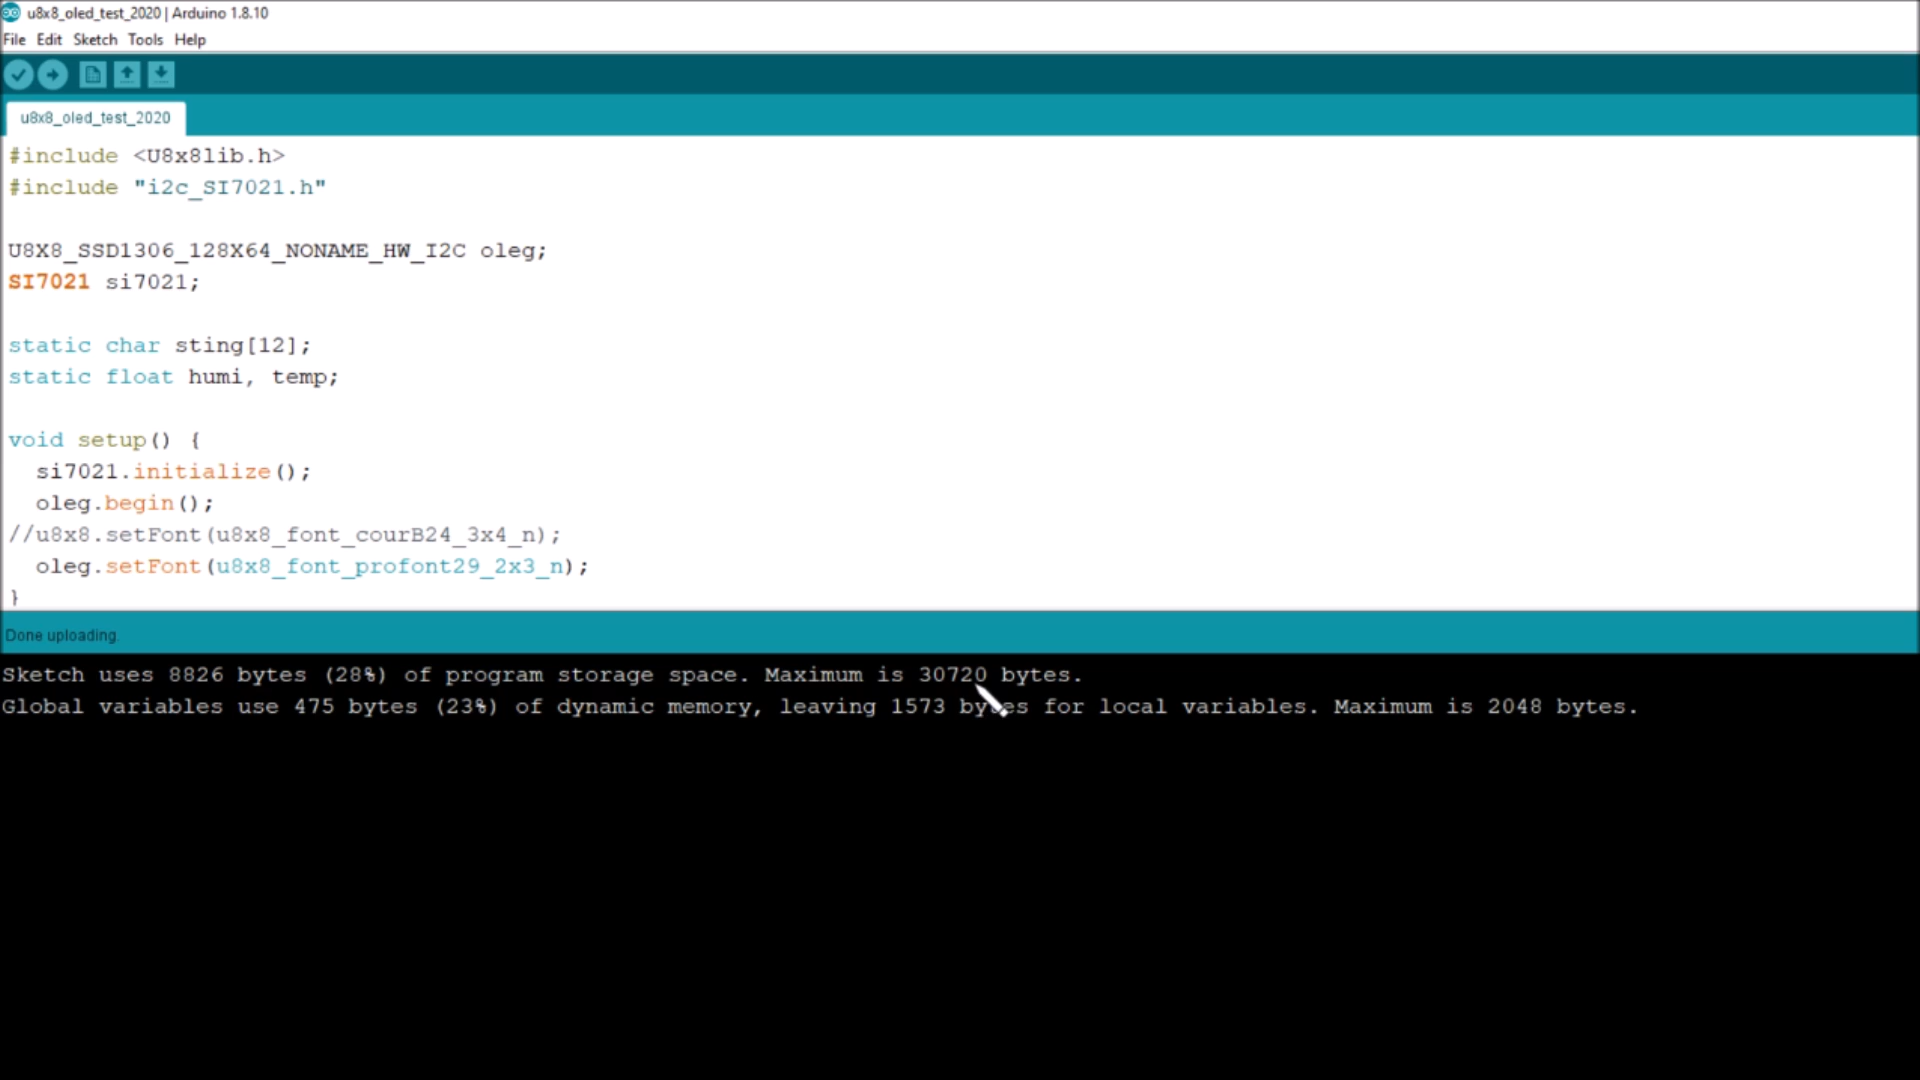 u8x8_oled_test_2020 | Arduino 1.8.10
File Edit Sketch Tools Help
u8x8_oled_test_2020
#include <U8x8lib.h>
#include "i2c_SI7021.h"
U8X8_SSD1306_128X64_NONAME_HW_I2C oleg;
SI7021 si7021;
static char sting[12];
static float humi, temp;
void setup() {
  si7021.initialize();
  oleg.begin();
//u8x8.setFont(u8x8_font_courB24_3x4_n);
  oleg.setFont(u8x8_font_profont29_2x3_n);
}
Done uploading.
Sketch uses 8826 bytes (28%) of program storage space. Maximum is 30720 bytes.
Global variables use 475 bytes (23%) of dynamic memory, leaving 1573 bytes for local variables. Maximum is 2048 bytes.